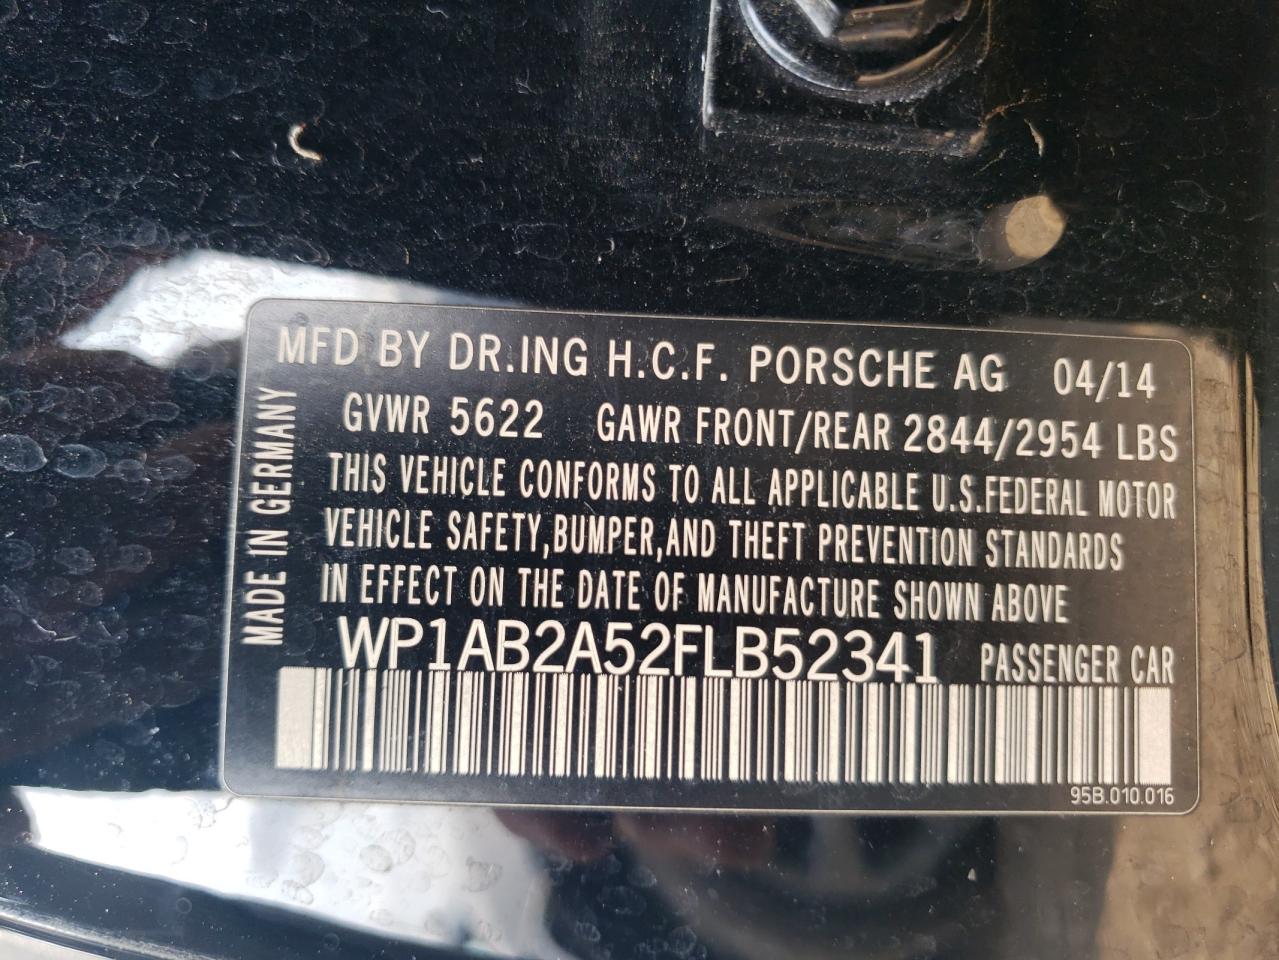 MFD BY DR.ING H.C.F. PORSCHE AG 04/14
GVWR 5622 GAWR FRONT/REAR 2844/2954 LBS
THIS VEHICLE CONFORMS TO ALL APPLICABLE U.S.FEDERAL MOTOR
VEHICLE SAFETY,BUMPER,AND THEFT PREVENTION STANDARDS
IN EFFECT ON THE DATE OF MANUFACTURE SHOWN ABOVE
WP1AB2A52FLB52341 PASSENGER CAR
MADE IN GERMANY
95B.010.016